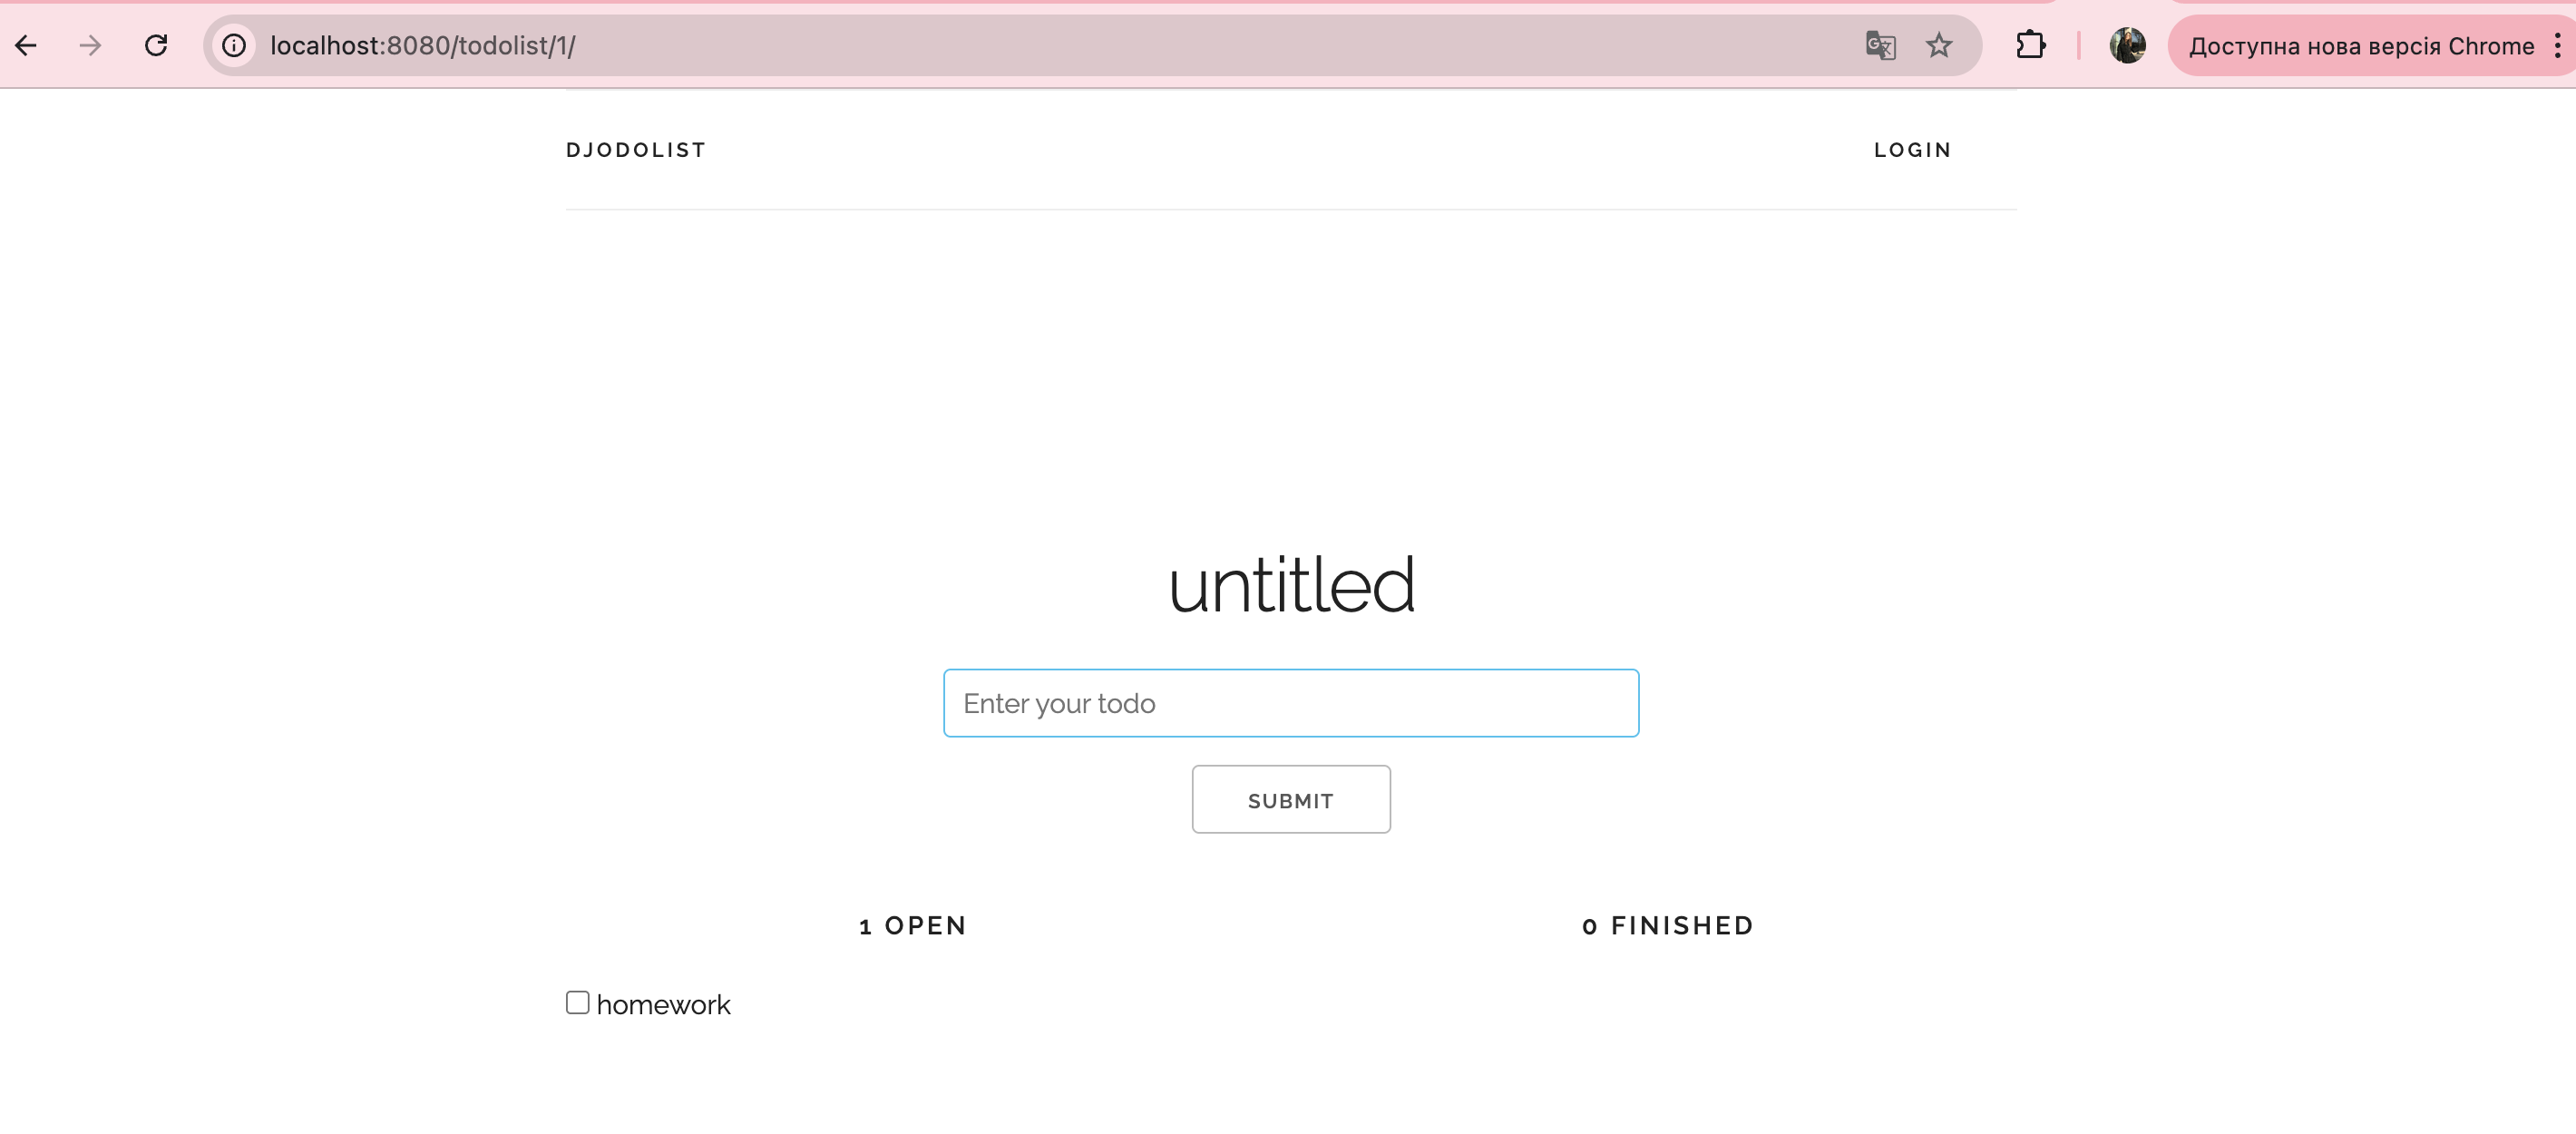 localhost:8080/todolist/1/
Доступна нова версія Chrome
DJODOLIST
LOGIN
untitled
Enter your todo
SUBMIT
1 OPEN
0 FINISHED
homework